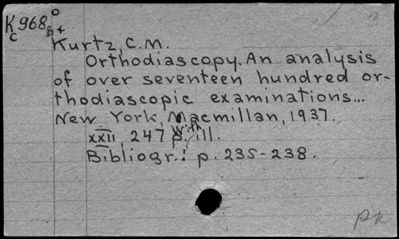 K968
c
Kurtz, C.M.
Orthodiascopy. An analysis
of over seventeen hundred or-
thodiascopic examinations...
New York, Macmillan, 1937.
xxii, 247 p. ill.
Bibliogr.: p. 235-238.